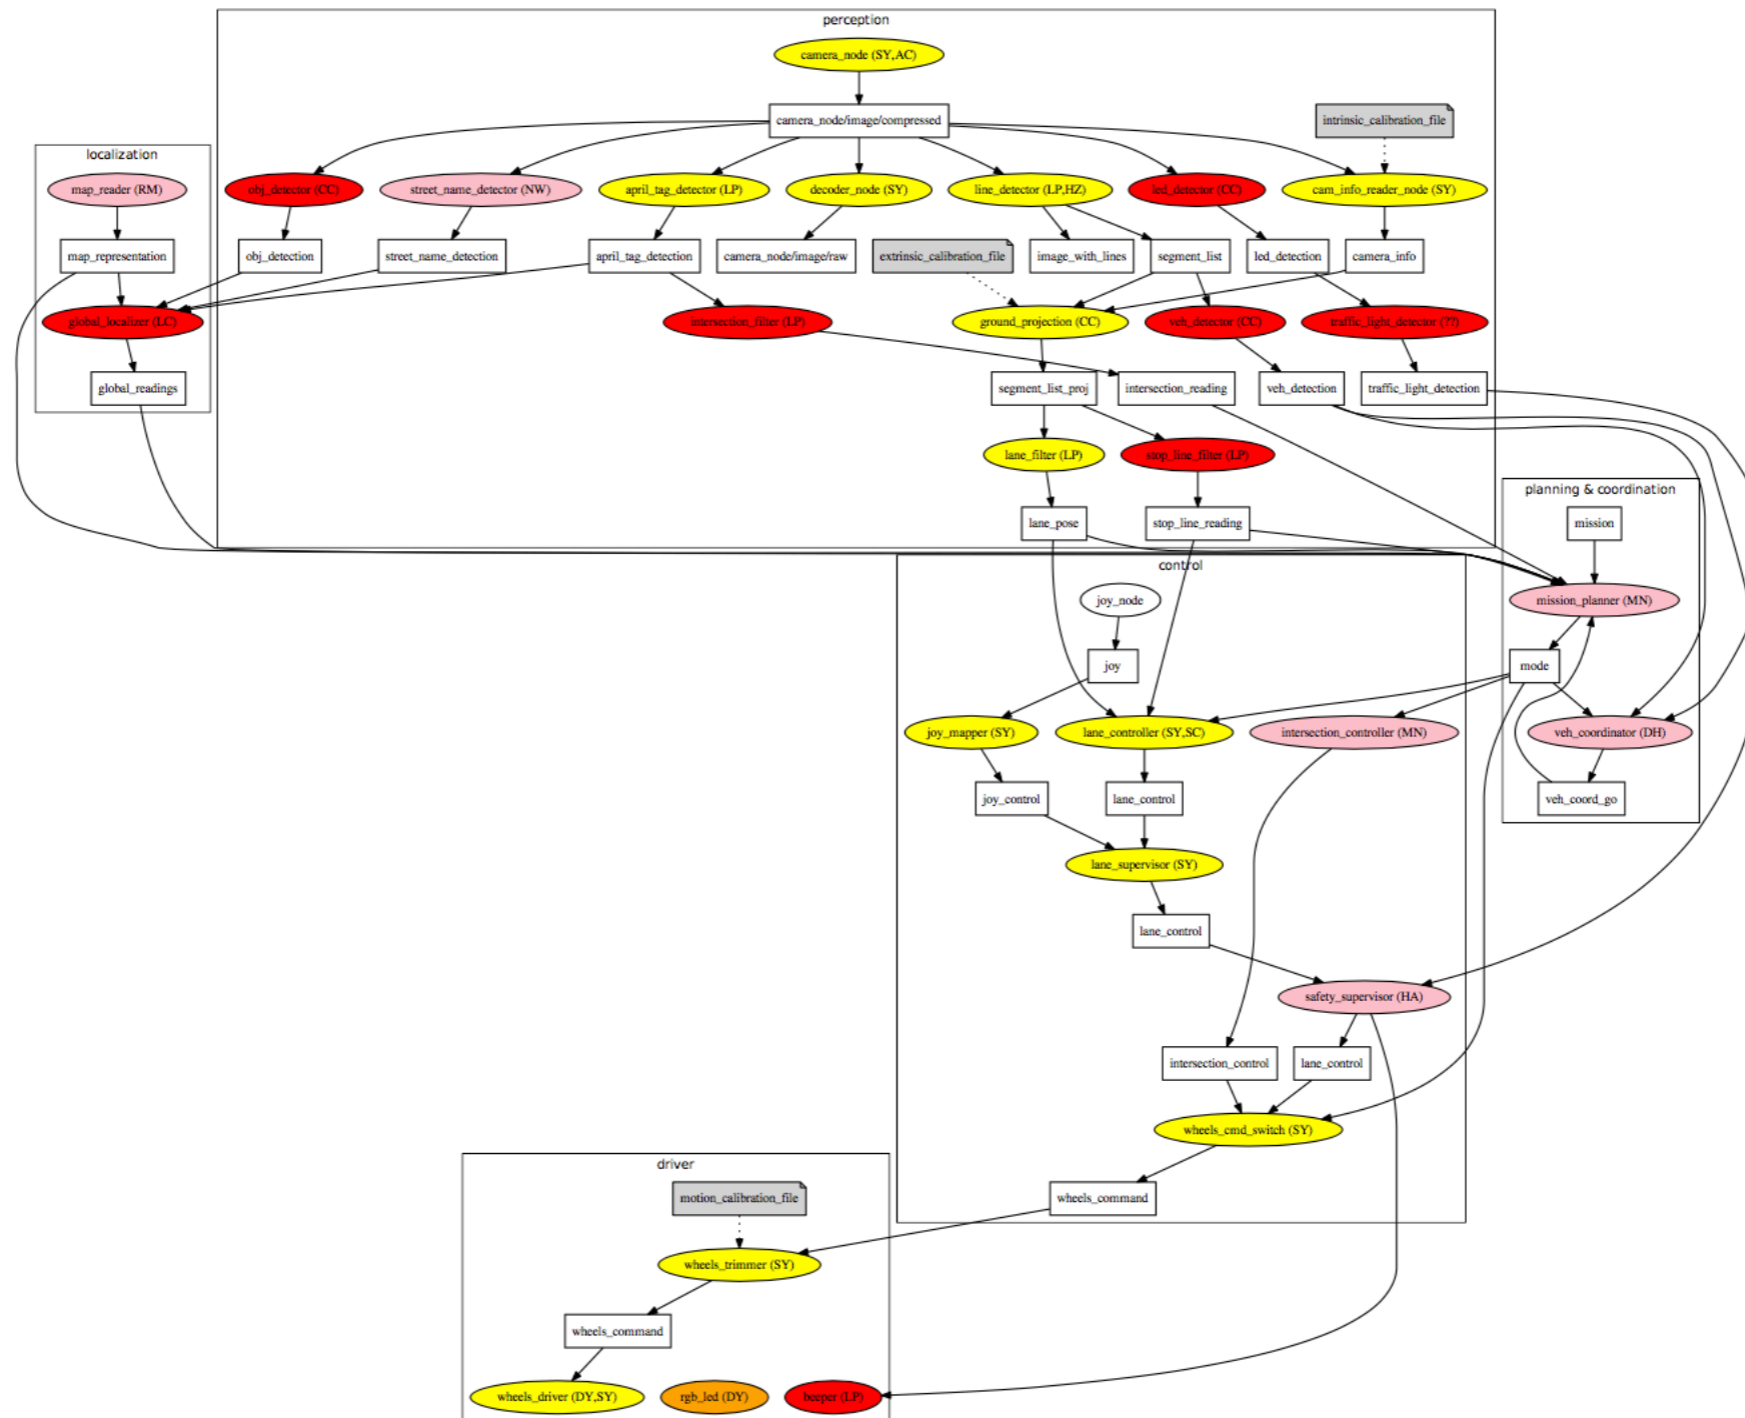 perception
camera_node (SY,AC)
camera_node/image/compressed
intrinsic_calibration_file
localization
map_reader (RM)
obj_detector (CC)
street_name_detector (NW)
april_tag_detector (LP)
decoder_node (SY)
line_detector (LP,HZ)
led_detector (CC)
cam_info_reader_node (SY)
map_representation
obj_detection
street_name_detection
april_tag_detection
camera_node/image/raw
extrinsic_calibration_file
image_with_lines
segment_list
led_detection
camera_info
global_localizer (LC)
intersection_filter (LP)
ground_projection (CC)
veh_detector (CC)
traffic_light_detector (??)
global_readings
segment_list_proj
intersection_reading
veh_detection
traffic_light_detection
lane_filter (LP)
stop_line_filter (LP)
planning & coordination
lane_pose
stop_line_reading
mission
control
joy_node
mission_planner (MN)
joy
mode
joy_mapper (SY)
lane_controller (SY,SC)
intersection_controller (MN)
veh_coordinator (DH)
joy_control
lane_control
veh_coord_go
lane_supervisor (SY)
lane_control
safety_supervisor (HA)
intersection_control
lane_control
wheels_cmd_switch (SY)
driver
motion_calibration_file
wheels_command
wheels_trimmer (SY)
wheels_command
wheels_driver (DY,SY)
rgb_led (DY)
beeper (LP)